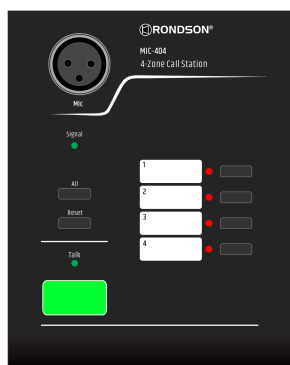 RONDSON®
MIC-404
4-Zone Call Station
Mic
Signal
1
All
2
Reset
3
4
Talk